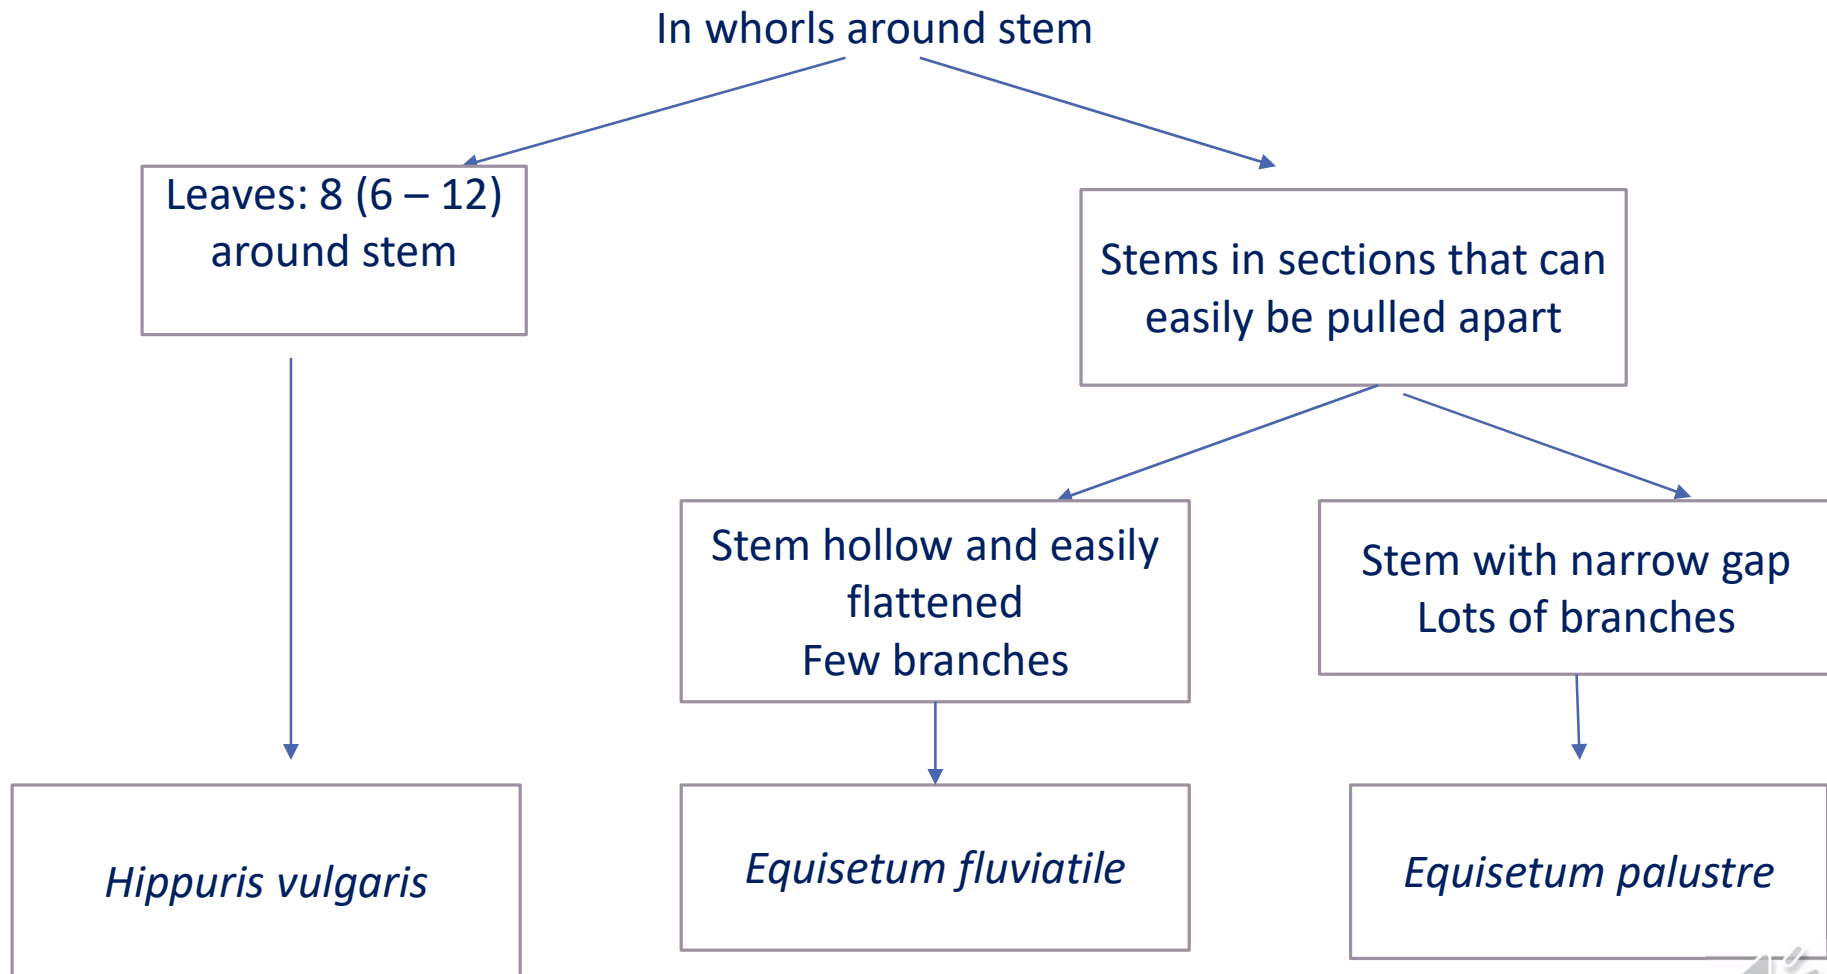 In whorls around stem
Leaves: 8 (6 – 12)
around stem
Stems in sections that can
easily be pulled apart
Stem hollow and easily
flattened
Few branches
Stem with narrow gap
Lots of branches
Hippuris vulgaris
Equisetum fluviatile
Equisetum palustre